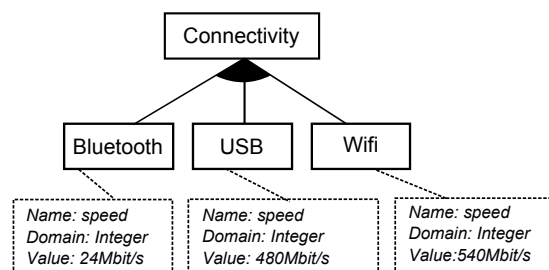 Connectivity
Bluetooth
USB
Wifi
Name: speed
Domain: Integer
Value: 24Mbit/s
Name: speed
Domain: Integer
Value: 480Mbit/s
Name: speed
Domain: Integer
Value:540Mbit/s